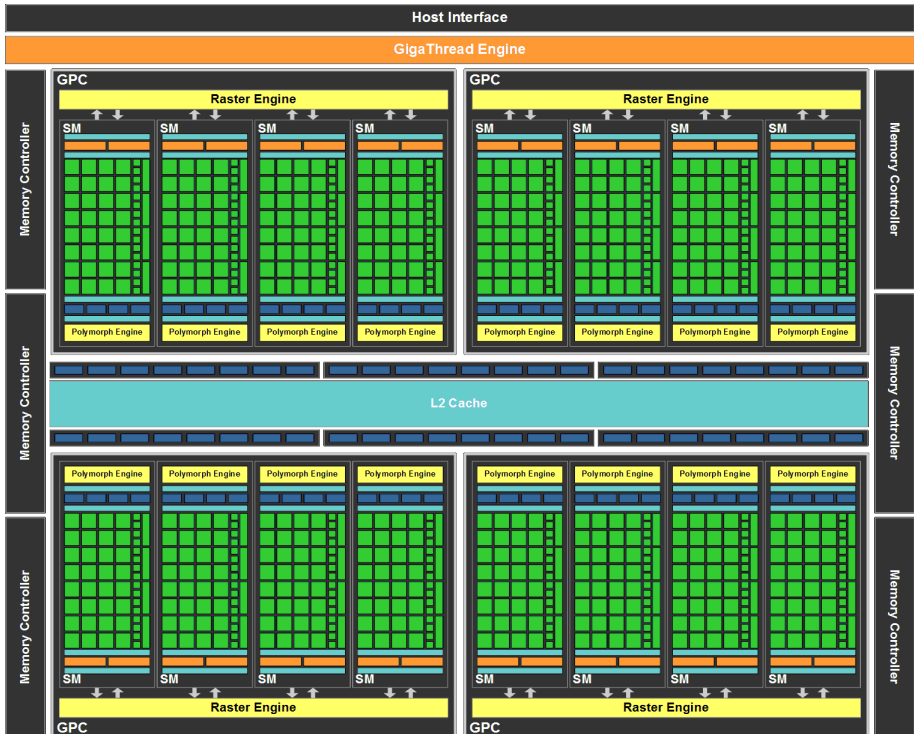 Host Interface
GigaThread Engine
GPC
GPC
Raster Engine
Raster Engine
SM
SM
SM
SM
SM
SM
SM
SM
Memory Controller
Memory Controller
Polymorph Engine
Polymorph Engine
Polymorph Engine
Polymorph Engine
Polymorph Engine
Polymorph Engine
Polymorph Engine
Polymorph Engine
Memory Controller
L2 Cache
Memory Controller
Polymorph Engine
Polymorph Engine
Polymorph Engine
Polymorph Engine
Polymorph Engine
Polymorph Engine
Polymorph Engine
Polymorph Engine
Memory Controller
Memory Controller
SM
SM
SM
SM
SM
SM
SM
SM
Raster Engine
Raster Engine
GPC
GPC